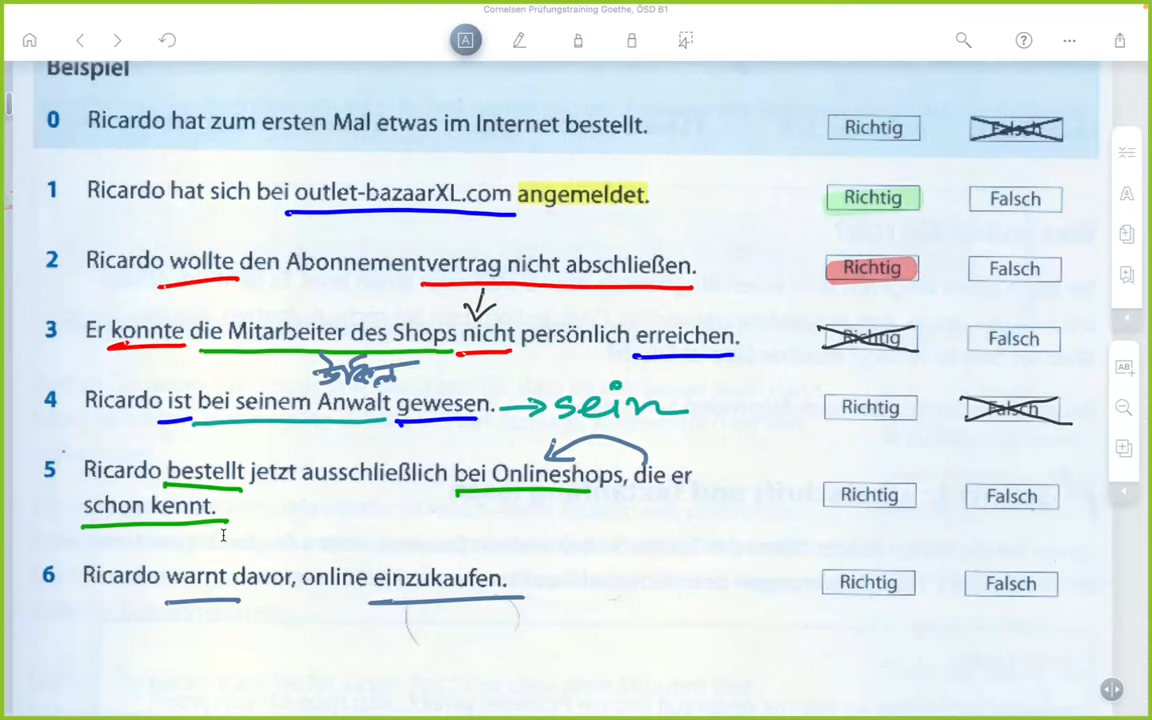 Cornelsen Prüfungstraining Goethe, ÖSD B1
Beispiel
0 Ricardo hat zum ersten Mal etwas im Internet bestellt. Richtig Falsch
1 Ricardo hat sich bei outlet-bazaarXL.com angemeldet. Richtig Falsch
2 Ricardo wollte den Abonnementvertrag nicht abschließen. Richtig Falsch
3 Er konnte die Mitarbeiter des Shops nicht persönlich erreichen. Richtig Falsch
উকিল
4 Ricardo ist bei seinem Anwalt gewesen. → sein Richtig Falsch
5 Ricardo bestellt jetzt ausschließlich bei Onlineshops, die er
schon kennt. Richtig Falsch
6 Ricardo warnt davor, online einzukaufen. Richtig Falsch